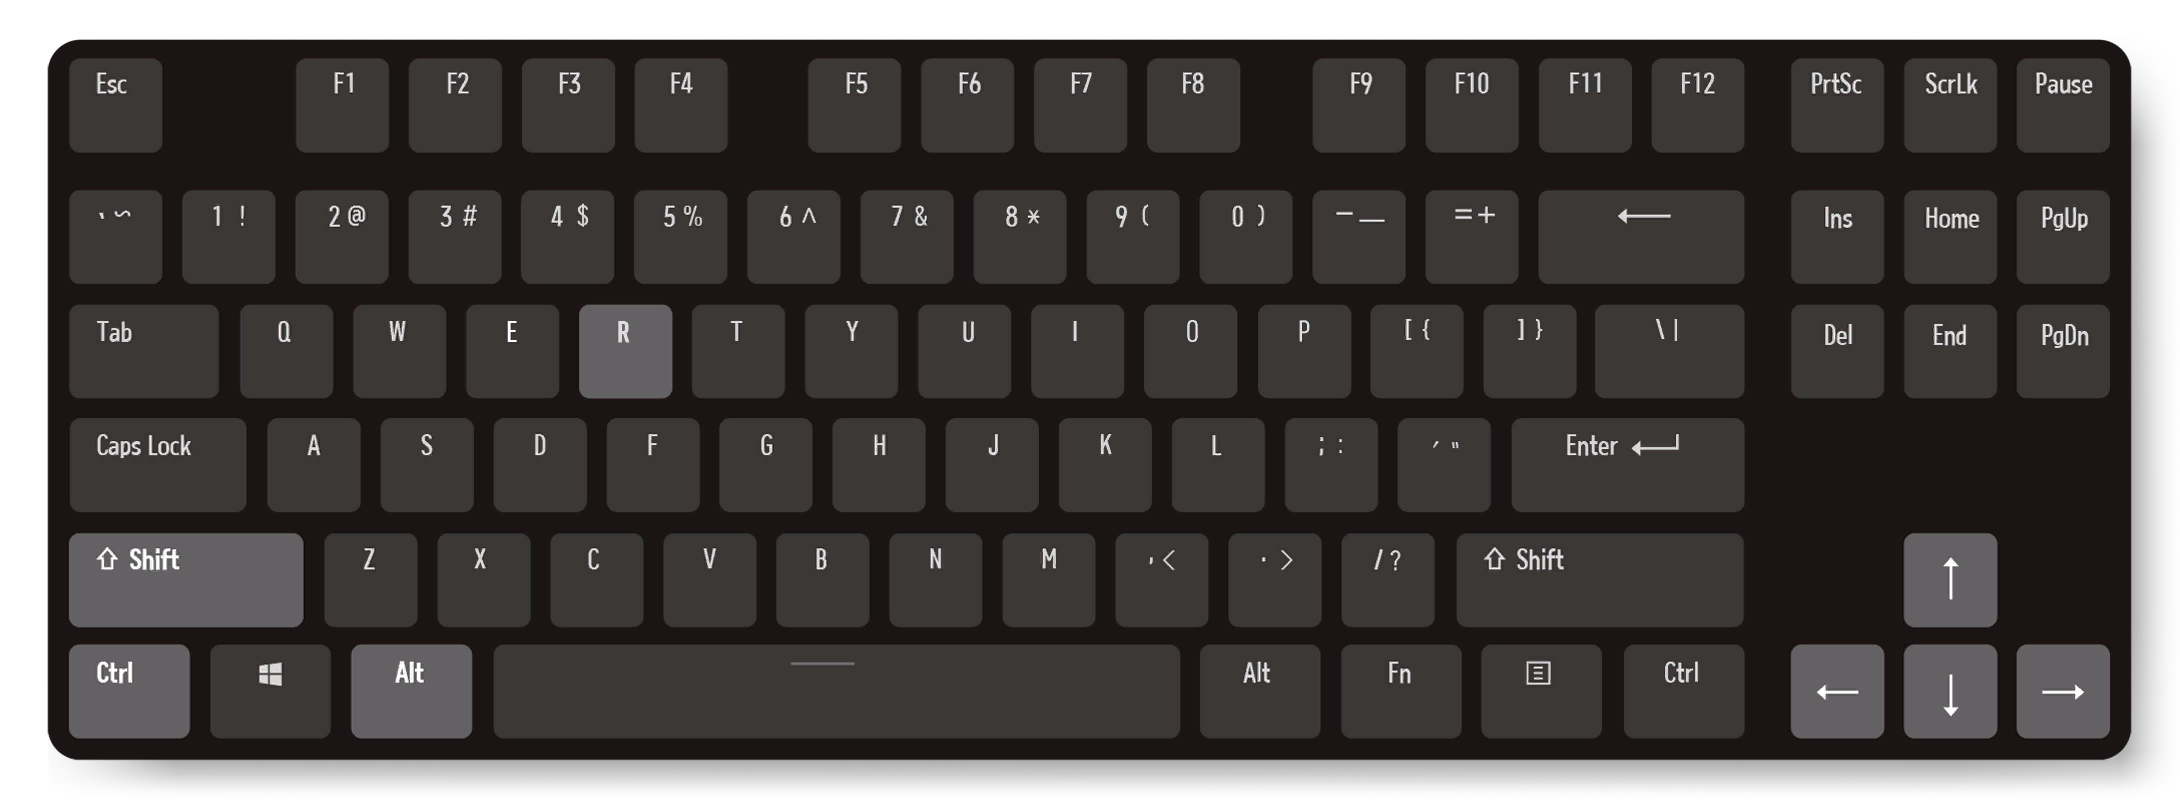 Esc F1 F2 F3 F4 F5 F6 F7 F8 F9 F10 F11 F12 PrtSc ScrLk Pause
` ~ 1 ! 2 @ 3 # 4 $ 5 % 6 ^ 7 & 8 * 9 ( 0 ) - — = + ← Ins Home PgUp
Tab Q W E R T Y U I O P [ { ] } \ | Del End PgDn
Caps Lock A S D F G H J K L ; : ' " Enter ↵
⇧ Shift Z X C V B N M , < . > / ? ⇧ Shift ↑
Ctrl Alt Alt Fn Ctrl ← ↓ →